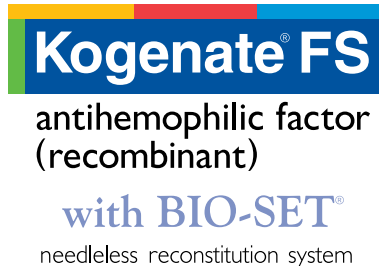 Kogenate® FS
antihemophilic factor
(recombinant)
with BIO-SET®
needleless reconstitution system